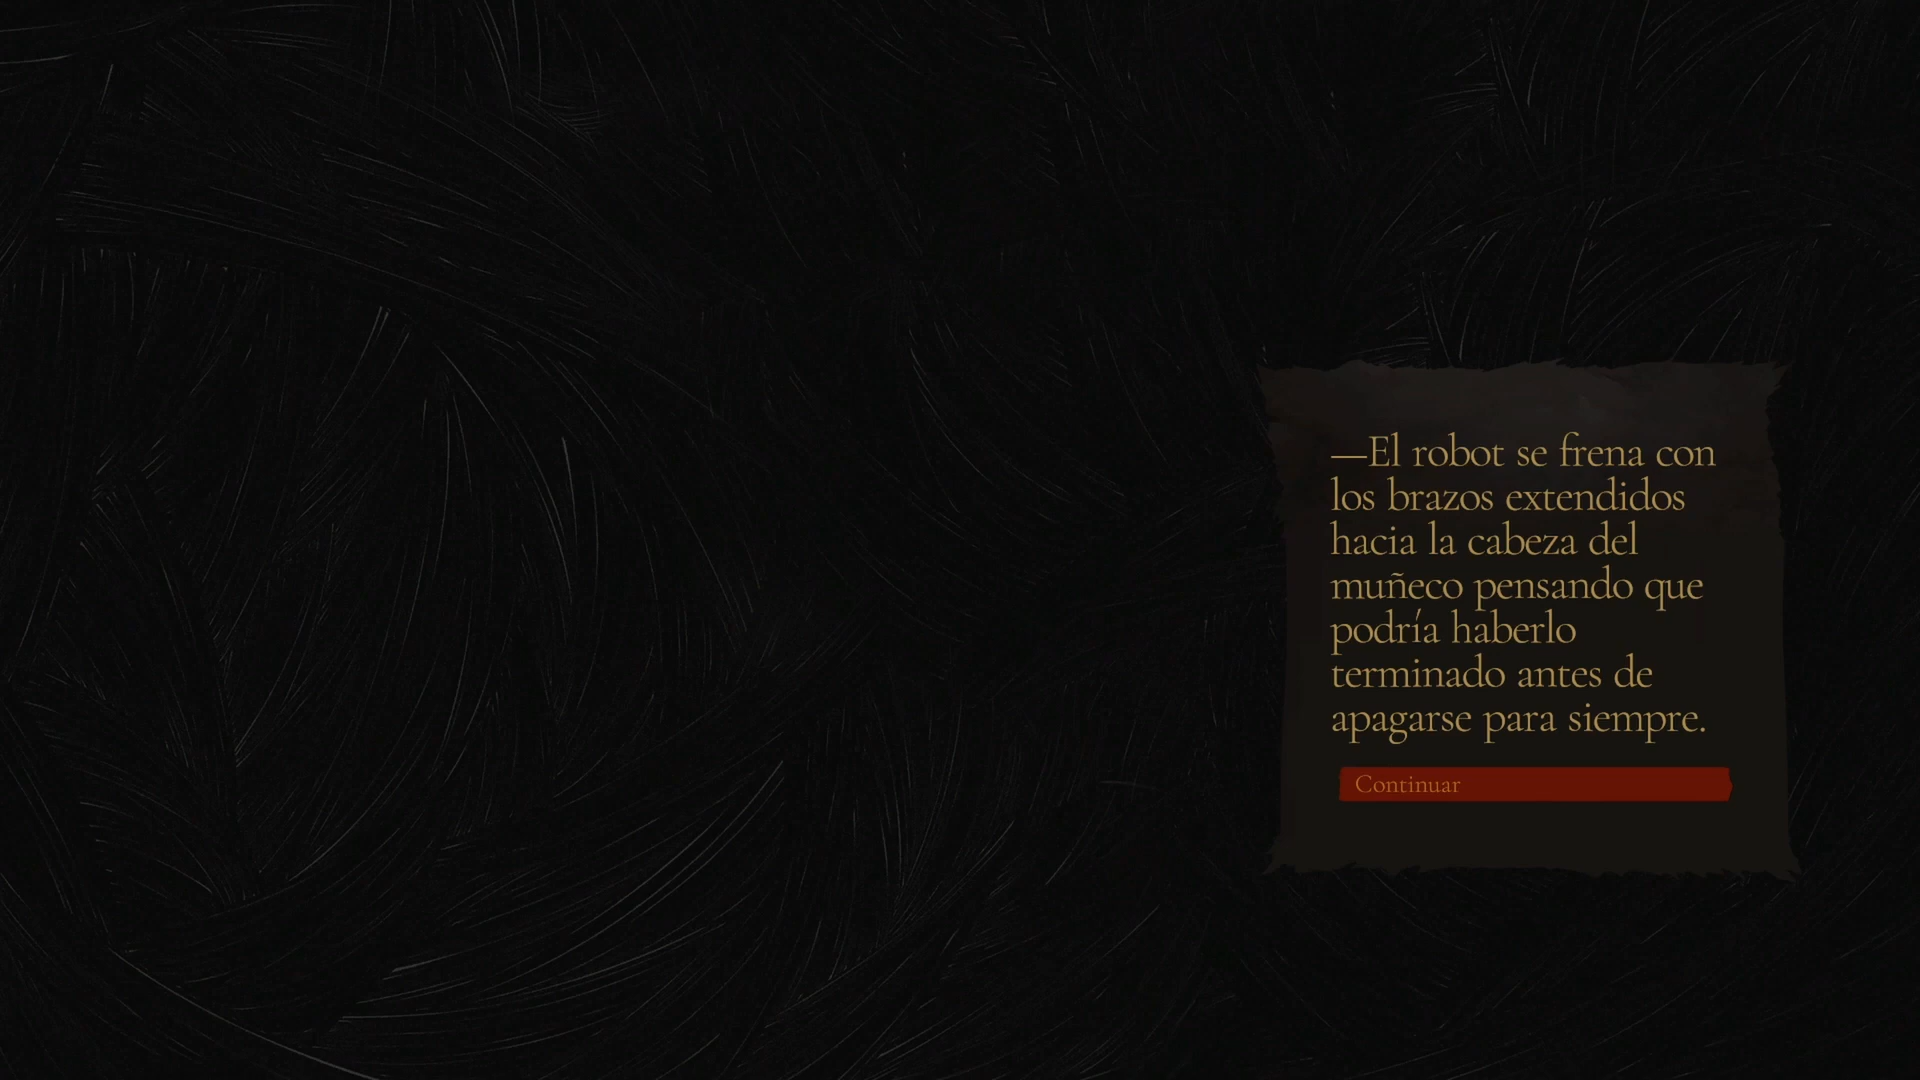 —El robot se frena con
los brazos extendidos
hacia la cabeza del
muñeco pensando que
podría haberlo
terminado antes de
apagarse para siempre.
Continuar